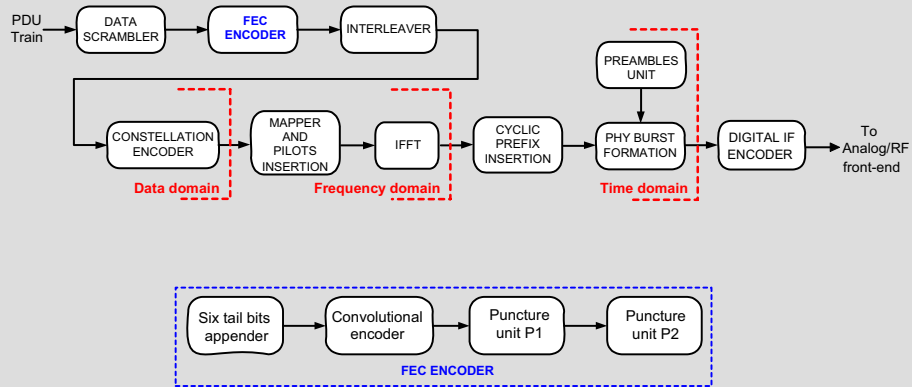 PDU
Train
DATA
SCRAMBLER
FEC
ENCODER
INTERLEAVER
PREAMBLES
UNIT
CONSTELLATION
ENCODER
MAPPER
AND
PILOTS
INSERTION
IFFT
CYCLIC
PREFIX
INSERTION
PHY BURST
FORMATION
DIGITAL IF
ENCODER
To
Analog/RF
front-end
Data domain
Frequency domain
Time domain
Six tail bits
appender
Convolutional
encoder
Puncture
unit P1
Puncture
unit P2
FEC ENCODER